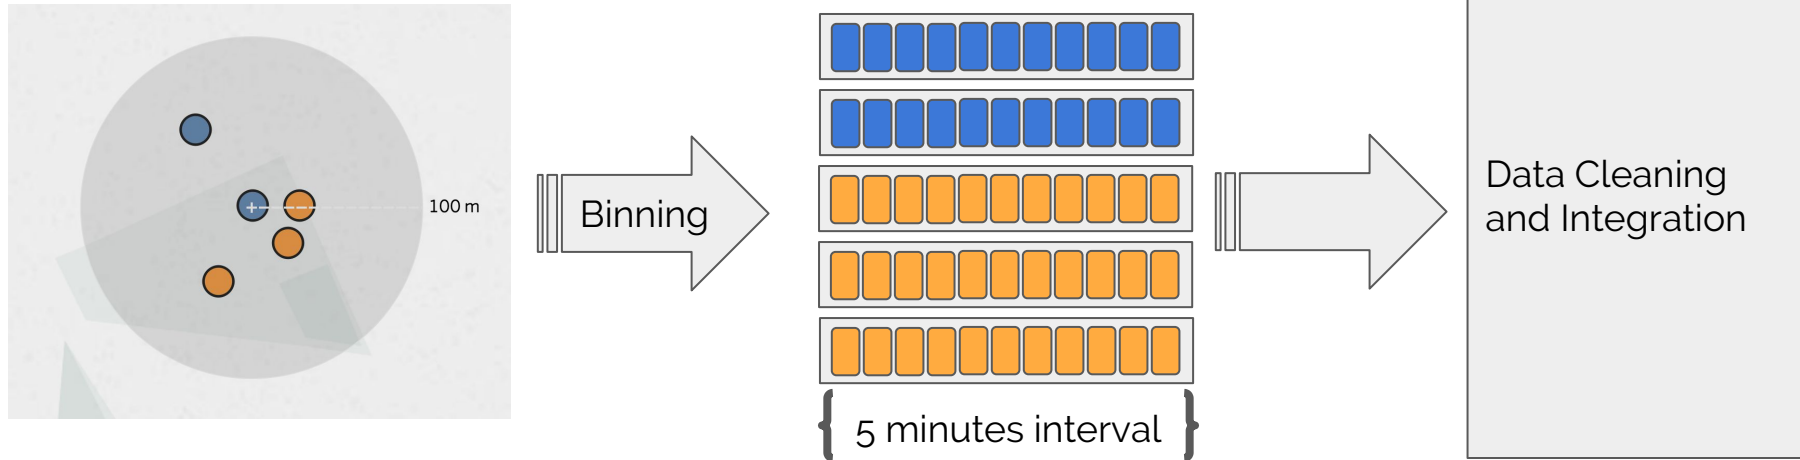 100 m
Binning
5 minutes interval
Data Cleaning
and Integration